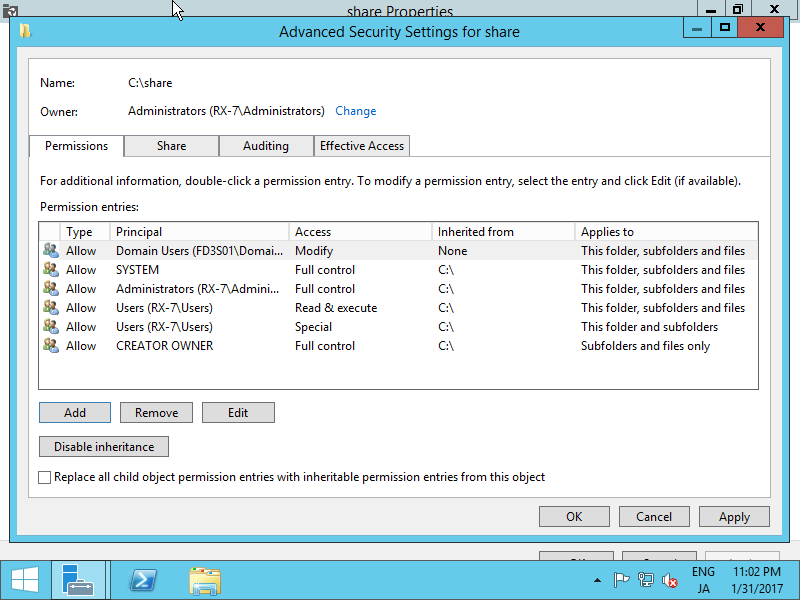 share Properties
Advanced Security Settings for share
Name: C:\share
Owner: Administrators (RX-7\Administrators) Change
Permissions Share Auditing Effective Access
For additional information, double-click a permission entry. To modify a permission entry, select the entry and click Edit (if available).
Permission entries:
Type Principal Access Inherited from Applies to
Allow Domain Users (FD3S01\Domai... Modify None This folder, subfolders and files
Allow SYSTEM Full control C:\ This folder, subfolders and files
Allow Administrators (RX-7\Admini... Full control C:\ This folder, subfolders and files
Allow Users (RX-7\Users) Read & execute C:\ This folder, subfolders and files
Allow Users (RX-7\Users) Special C:\ This folder and subfolders
Allow CREATOR OWNER Full control C:\ Subfolders and files only
Add Remove Edit
Disable inheritance
Replace all child object permission entries with inheritable permission entries from this object
OK Cancel Apply
ENG 11:02 PM
JA 1/31/2017